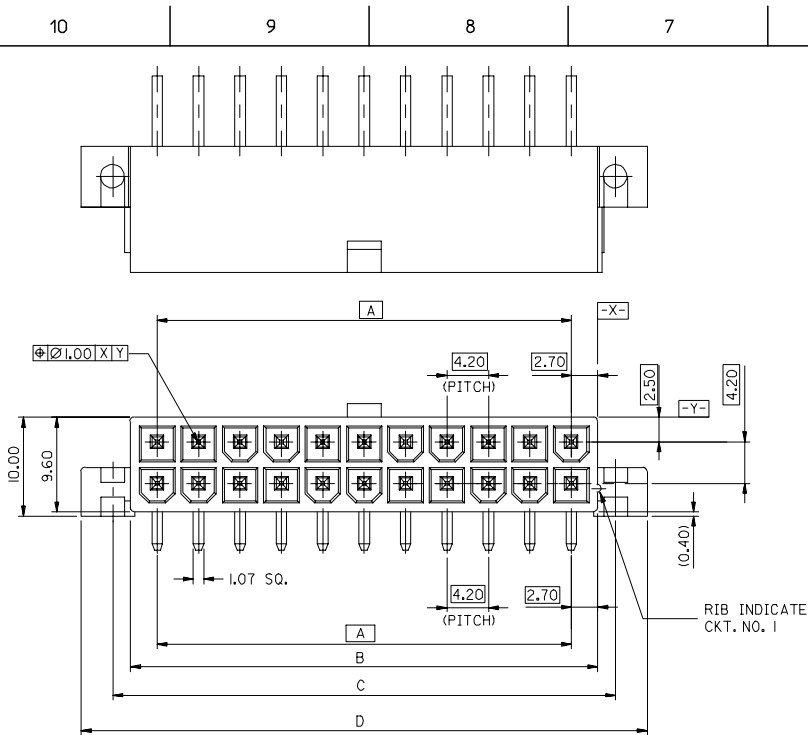 10 9 8 7
A
-X-
⌖ Ø1.00 X Y
4.20
(PITCH)
2.70
2.50
-Y-
4.20
10.00
9.60
(0.40)
1.07 SQ.
4.20
(PITCH)
2.70
RIB INDICATE
CKT. NO. 1
A
B
C
D